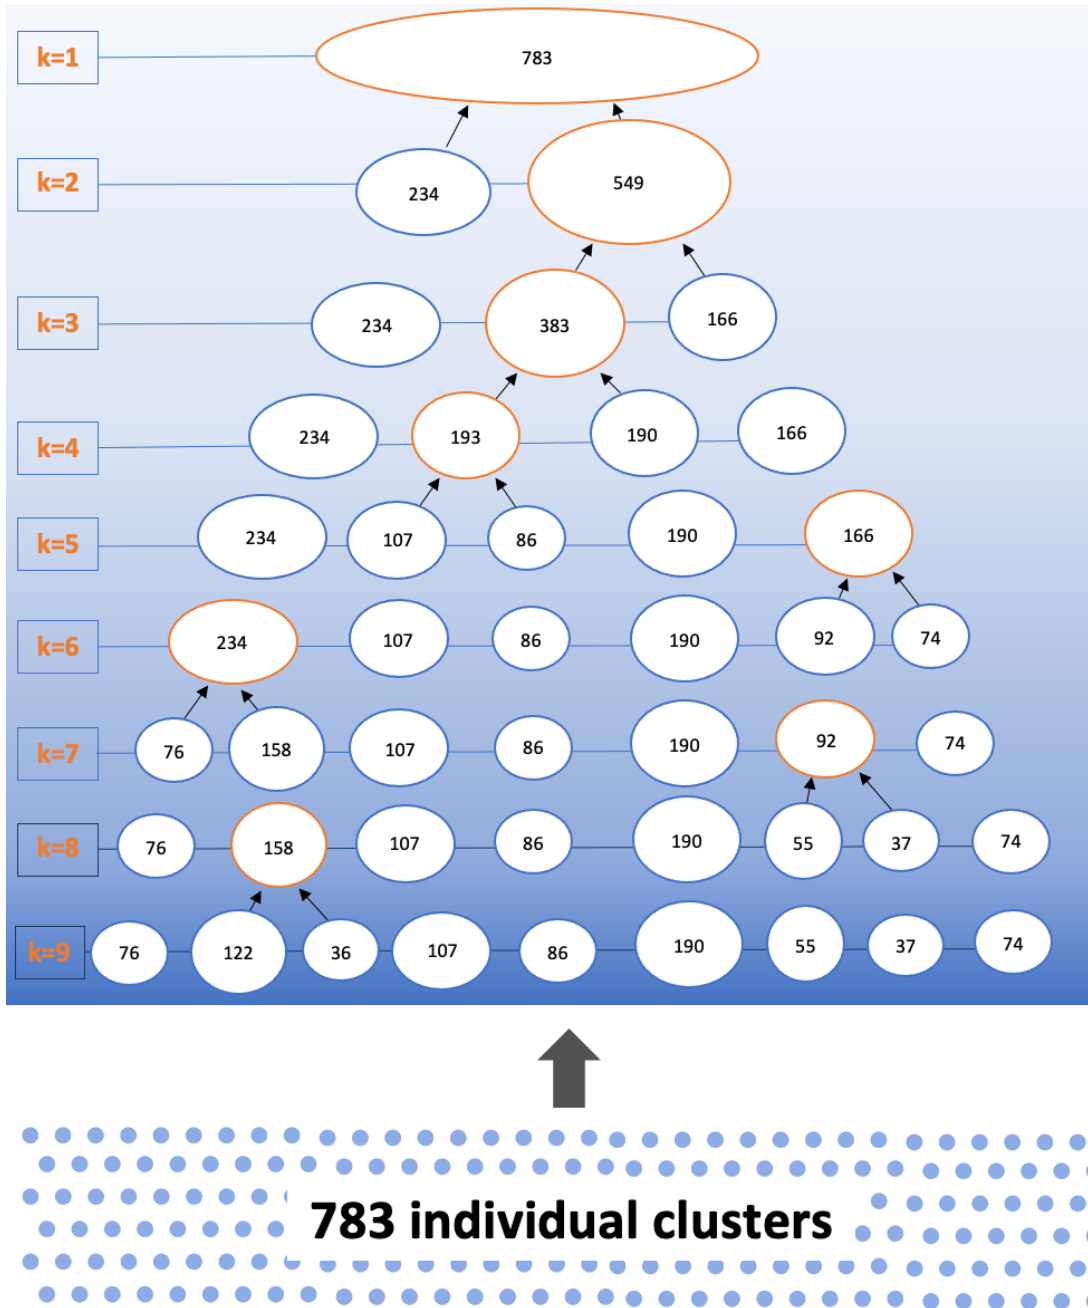 k=1 783
k=2 234 549
k=3 234 383 166
k=4 234 193 190 166
k=5 234 107 86 190 166
k=6 234 107 86 190 92 74
k=7 76 158 107 86 190 92 74
k=8 76 158 107 86 190 55 37 74
k=9 76 122 36 107 86 190 55 37 74
783 individual clusters